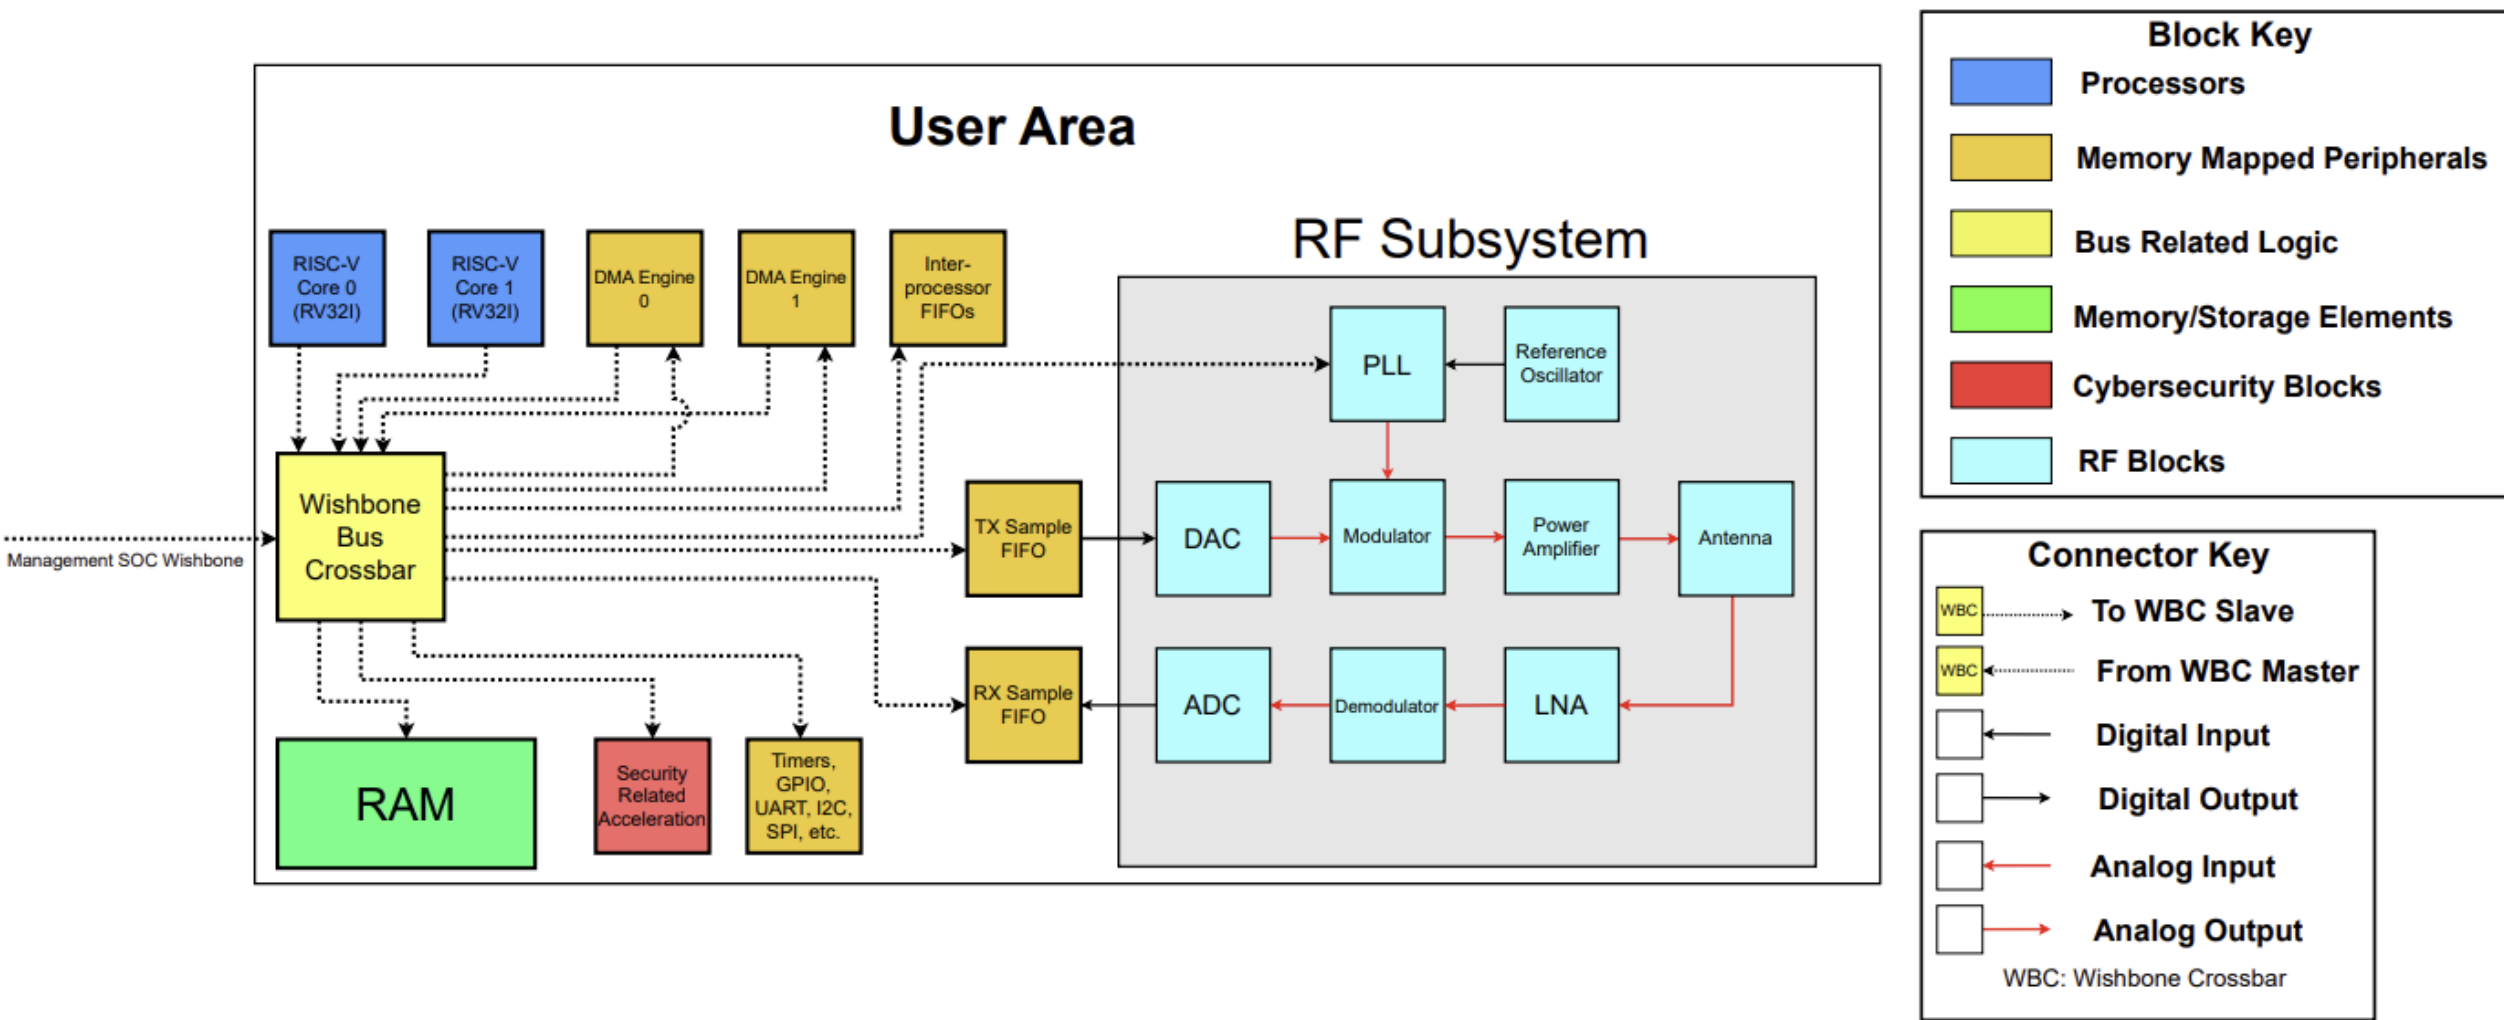 User Area
RISC-V
Core 0
(RV32I)
RISC-V
Core 1
(RV32I)
DMA Engine
0
DMA Engine
1
Inter-
processor
FIFOs
Wishbone
Bus
Crossbar
Management SOC Wishbone
RAM
Security
Related
Acceleration
Timers,
GPIO,
UART, I2C,
SPI, etc.
TX Sample
FIFO
RX Sample
FIFO
RF Subsystem
PLL
Reference
Oscillator
DAC
Modulator
Power
Amplifier
Antenna
ADC
Demodulator
LNA
Block Key
Processors
Memory Mapped Peripherals
Bus Related Logic
Memory/Storage Elements
Cybersecurity Blocks
RF Blocks
Connector Key
WBC
To WBC Slave
WBC
From WBC Master
Digital Input
Digital Output
Analog Input
Analog Output
WBC: Wishbone Crossbar